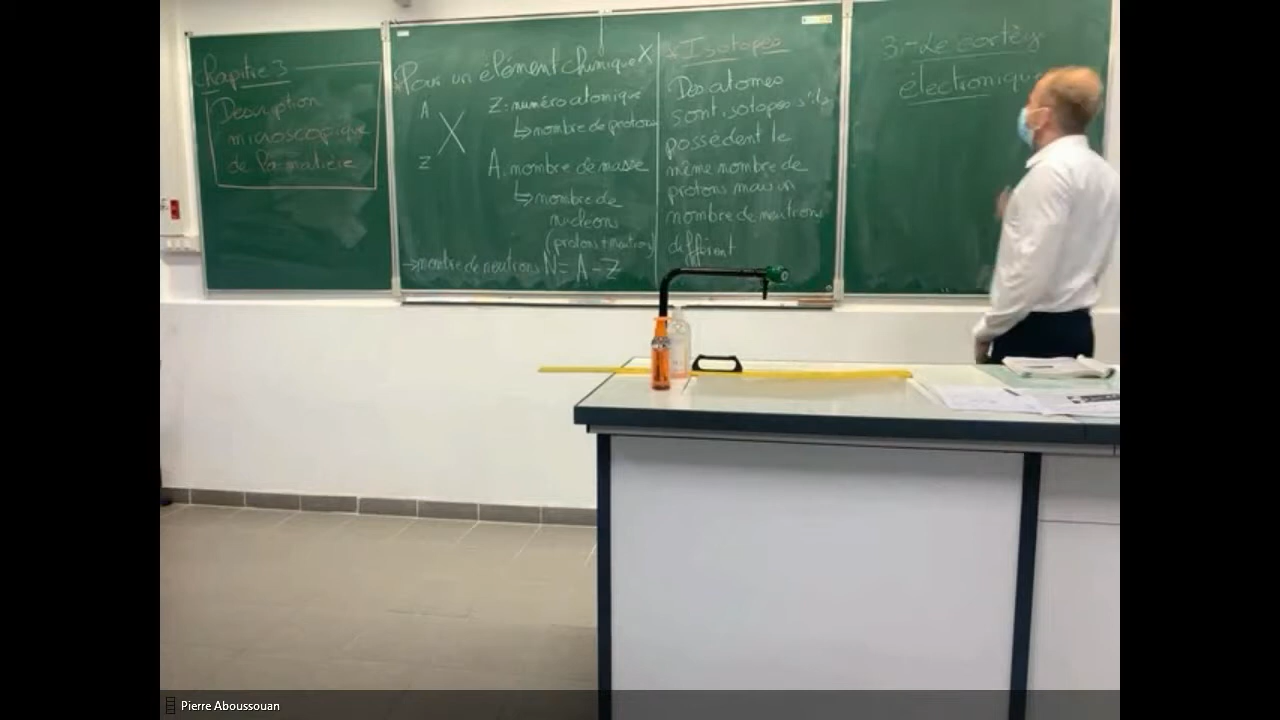 Chapitre 3
Description
microscopique
de la matière
Pour un élément chimique X
A
X
Z
Z: numéro atomique
↳ nombre de protons
A: nombre de masse
↳ nombre de
nucléons
(protons + neutrons)
→ nombre de neutrons N = A - Z
* Isotopes
Des atomes
sont isotopes s'ils
possèdent le
même nombre de
protons mais un
nombre de neutrons
différent
3.- Le cortège
électronique
Pierre Aboussouan